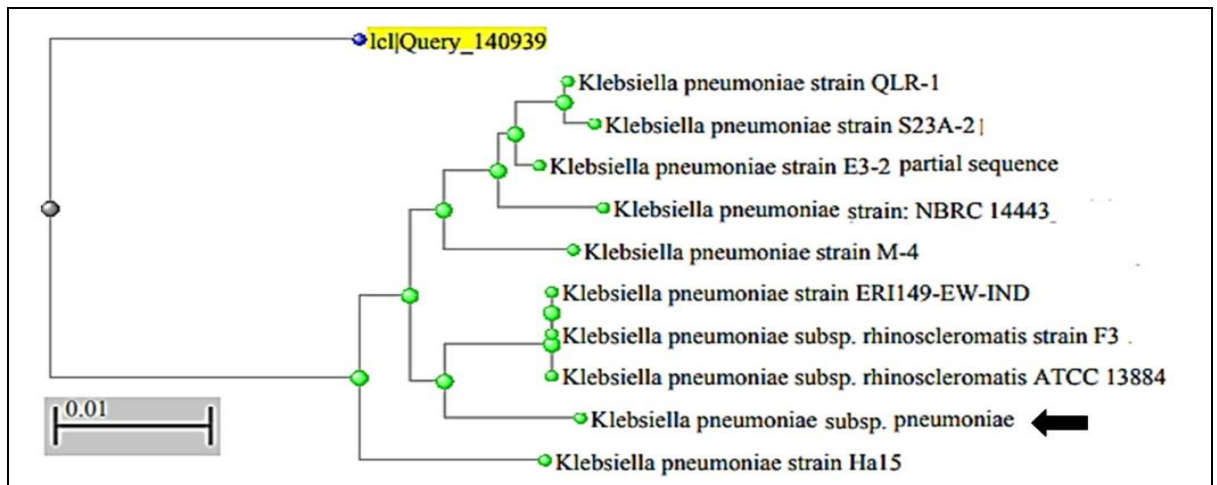 lcl|Query_140939
Klebsiella pneumoniae strain QLR-1
Klebsiella pneumoniae strain S23A-2|
Klebsiella pneumoniae strain E3-2 partial sequence
Klebsiella pneumoniae strain: NBRC 14443_
Klebsiella pneumoniae strain M-4
Klebsiella pneumoniae strain ERI149-EW-IND
Klebsiella pneumoniae subsp. rhinoscleromatis strain F3 .
Klebsiella pneumoniae subsp. rhinoscleromatis ATCC 13884
0.01
Klebsiella pneumoniae subsp. pneumoniae
Klebsiella pneumoniae strain Ha15